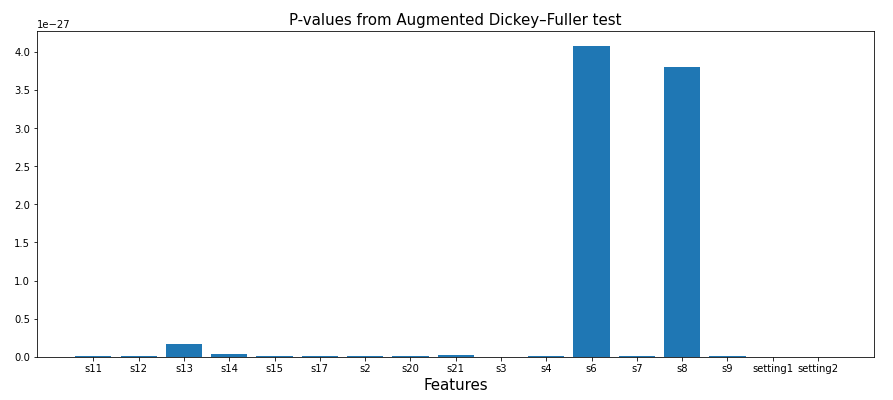 P-values from Augmented Dickey–Fuller test
1e−27
4.0
3.5
3.0
2.5
2.0
1.5
1.0
0.5
0.0
s11 s12 s13 s14 s15 s17 s2 s20 s21 s3 s4 s6 s7 s8 s9 setting1 setting2
Features